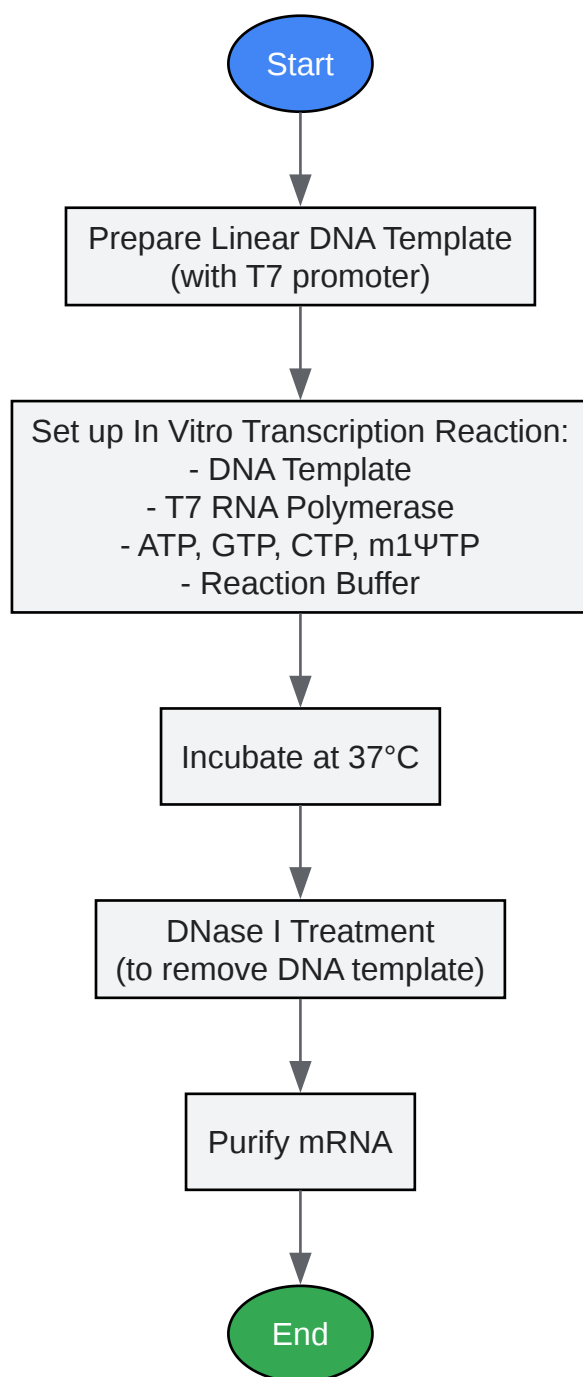 Start
Prepare Linear DNA Template
(with T7 promoter)
Set up In Vitro Transcription Reaction:
- DNA Template
- T7 RNA Polymerase
- ATP, GTP, CTP, m1ΨTP
- Reaction Buffer
Incubate at 37°C
DNase I Treatment
(to remove DNA template)
Purify mRNA
End